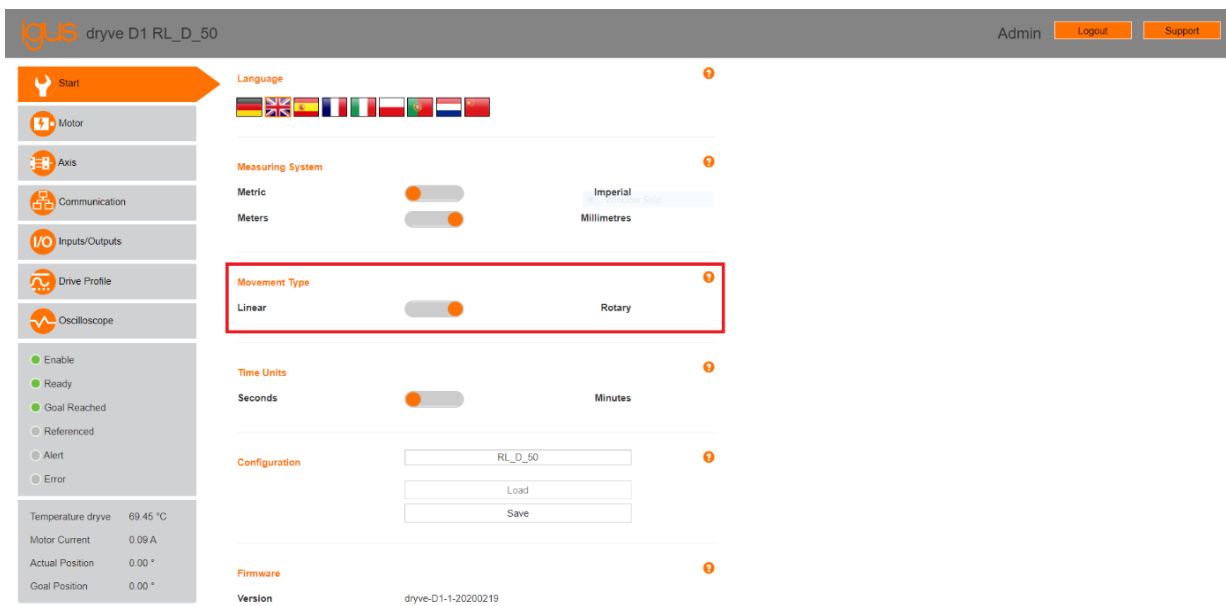 igus dryve D1 RL_D_50
Admin
Logout
Support
Start
Motor
Axis
Communication
I/O Inputs/Outputs
Drive Profile
Oscilloscope
Enable
Ready
Goal Reached
Referenced
Alert
Error
Temperature dryve 69.45 °C
Motor Current 0.09 A
Actual Position 0.00 °
Goal Position 0.00 °
Language ?
Measuring System ?
Metric Imperial
Meters Millimetres
Movement Type ?
Linear Rotary
Time Units ?
Seconds Minutes
Configuration RL_D_50 ?
Load
Save
Firmware ?
Version dryve-D1-1-20200219